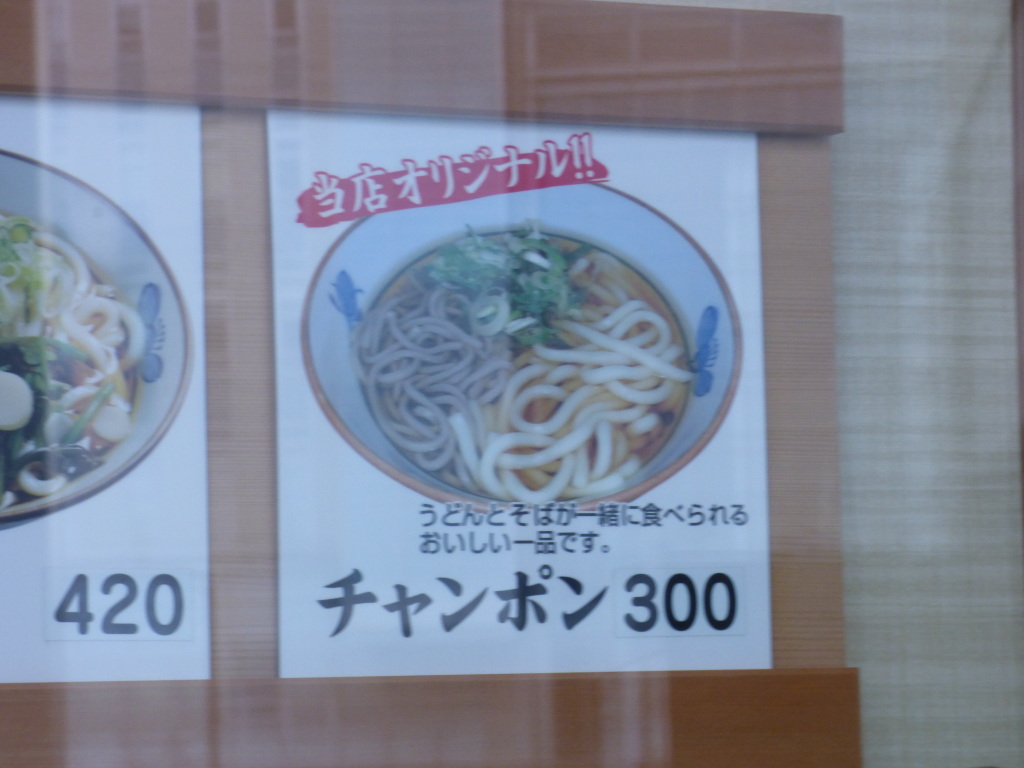 当店オリジナル!!
うどんとそばが一緒に食べられる
おいしい一品です。
チャンポン 300
420